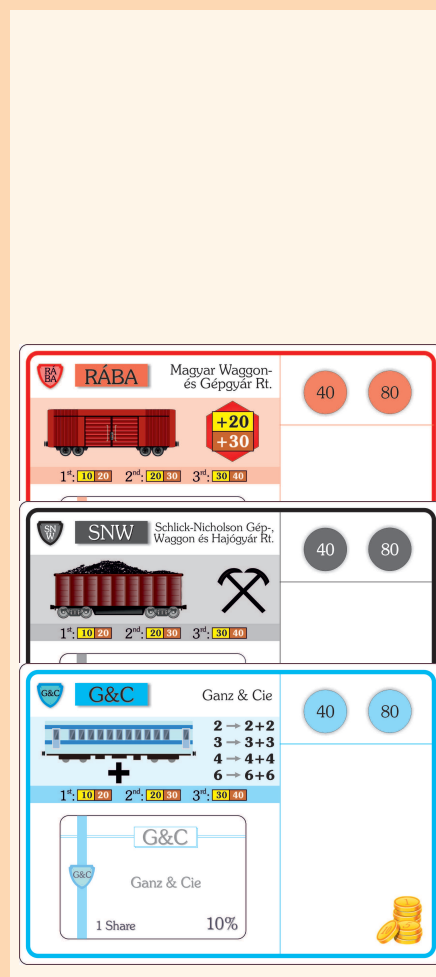 RÁ
BA
RÁBA
Magyar Waggon-
és Gépgyár Rt.
40 80
+20
+30
1st: 10 20 2nd: 20 30 3rd: 30 40
SN
W
SNW
Schlick-Nicholson Gép-,
Waggon és Hajógyár Rt.
40 80
1st: 10 20 2nd: 20 30 3rd: 30 40
G&C
G&C
Ganz & Cie
40 80
2 → 2+2
3 → 3+3
4 → 4+4
6 → 6+6
+
1st: 10 20 2nd: 20 30 3rd: 30 40
G&C
G&C
Ganz & Cie
1 Share 10%